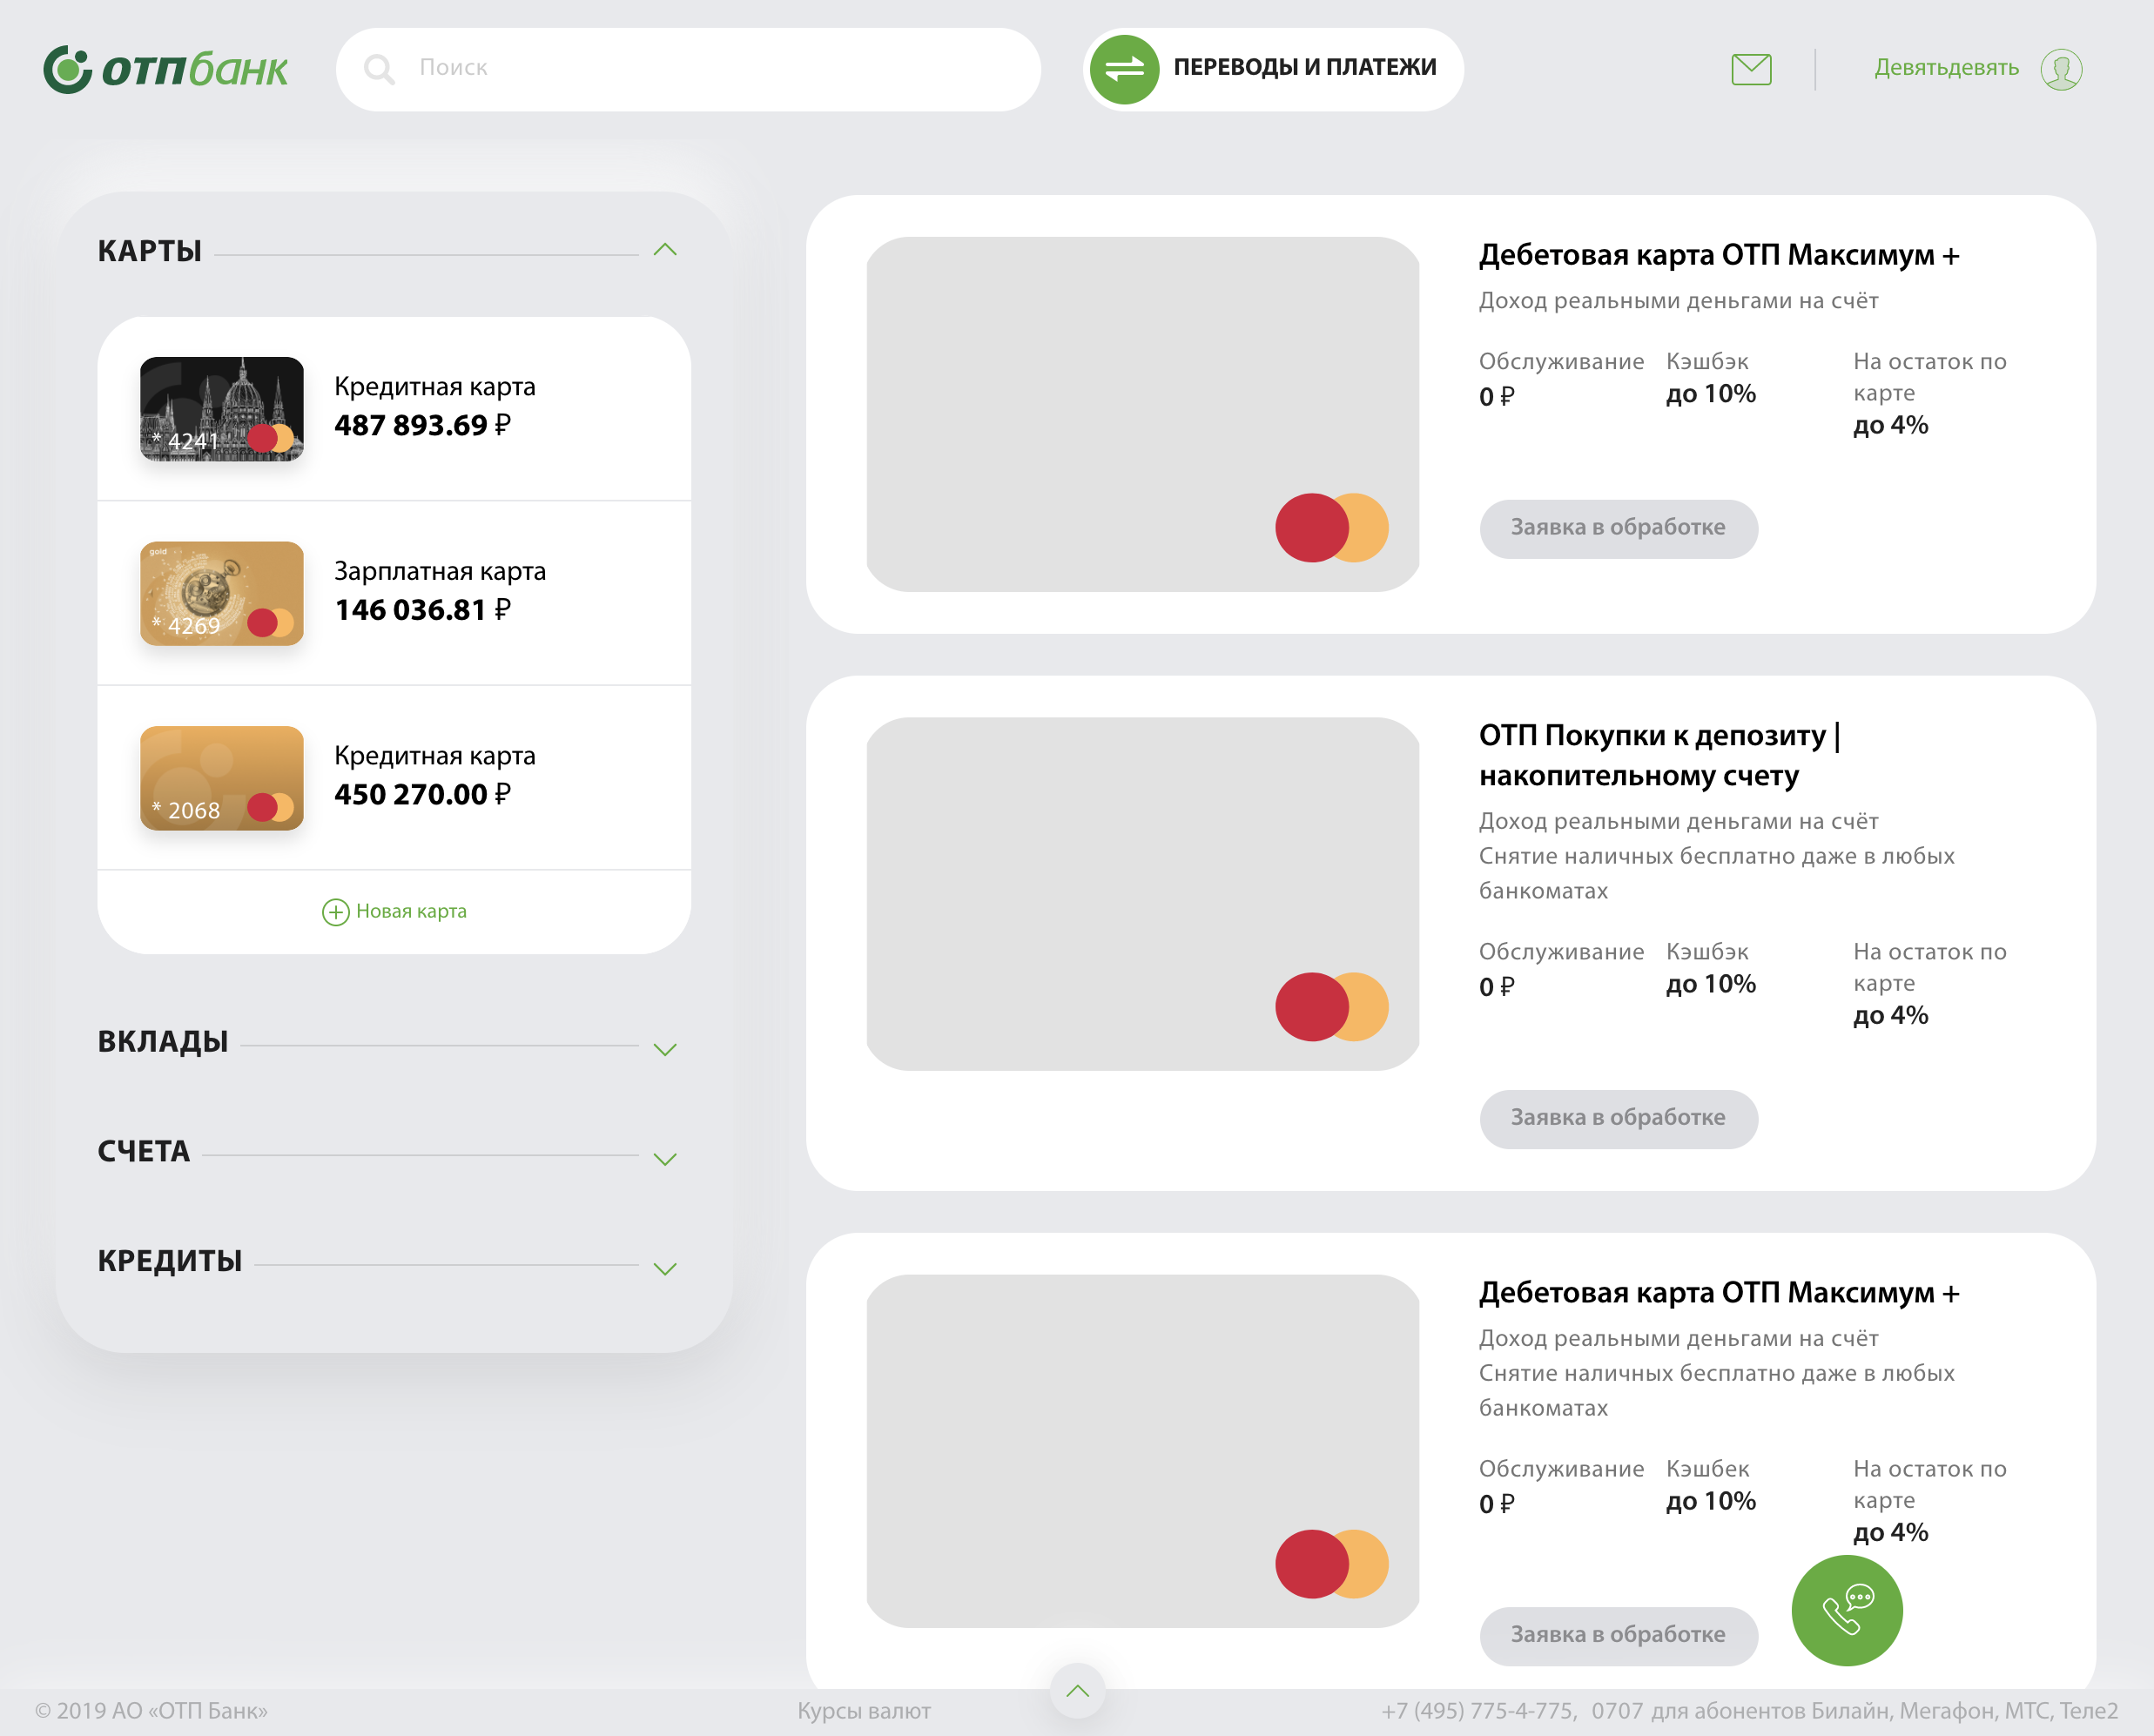 отпбанк
Поиск
ПЕРЕВОДЫ И ПЛАТЕЖИ
Девятьдевять
КАРТЫ
* 4241
Кредитная карта
487 893.69 ₽
gold
* 4269
Зарплатная карта
146 036.81 ₽
* 2068
Кредитная карта
450 270.00 ₽
Новая карта
ВКЛАДЫ
СЧЕТА
КРЕДИТЫ
Дебетовая карта ОТП Максимум +
Доход реальными деньгами на счёт
Обслуживание
0 ₽
Кэшбэк
до 10%
На остаток по
карте
до 4%
Заявка в обработке
ОТП Покупки к депозиту |
накопительному счету
Доход реальными деньгами на счёт
Снятие наличных бесплатно даже в любых
банкоматах
Обслуживание
0 ₽
Кэшбэк
до 10%
На остаток по
карте
до 4%
Заявка в обработке
Дебетовая карта ОТП Максимум +
Доход реальными деньгами на счёт
Снятие наличных бесплатно даже в любых
банкоматах
Обслуживание
0 ₽
Кэшбек
до 10%
На остаток по
карте
до 4%
Заявка в обработке
© 2019 АО «ОТП Банк»
Курсы валют
+7 (495) 775-4-775, 0707 для абонентов Билайн, Мегафон, МТС, Теле2